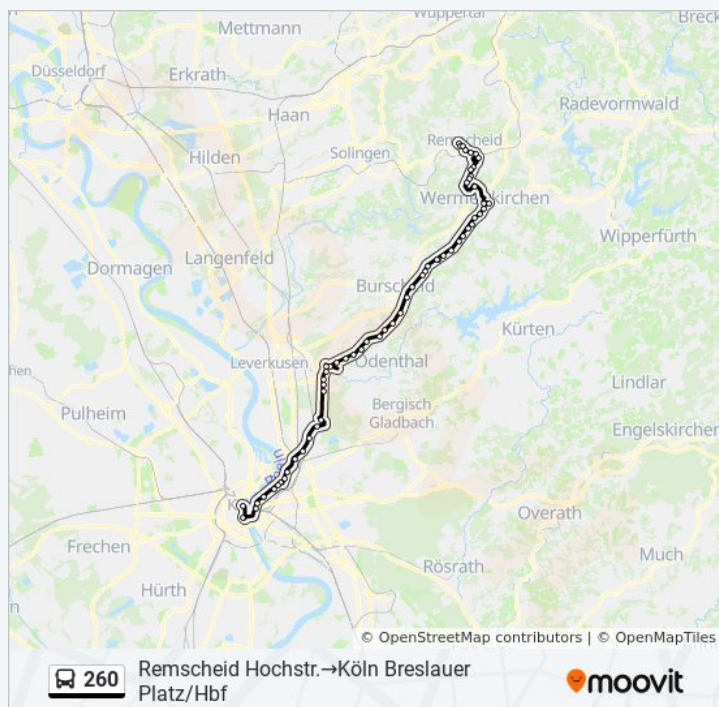 Mettmann
Wuppertal
Breck
Düsseldorf
Erkrath
Radevormwald
Haan
Remscheid
Solingen
Hilden
Wermelskirchen
Wipperfürth
Langenfeld
Dormagen
Burscheid
Kürten
Leverkusen
Odenthal
hen
Lindlar
Pulheim
Bergisch
Gladbach
Engelskirchen
Overath
Frechen
Much
Rösrath
Hürth
n
© OpenStreetMap contributors | © OpenMapTiles
260
Remscheid Hochstr.→Köln Breslauer
Platz/Hbf
moovit